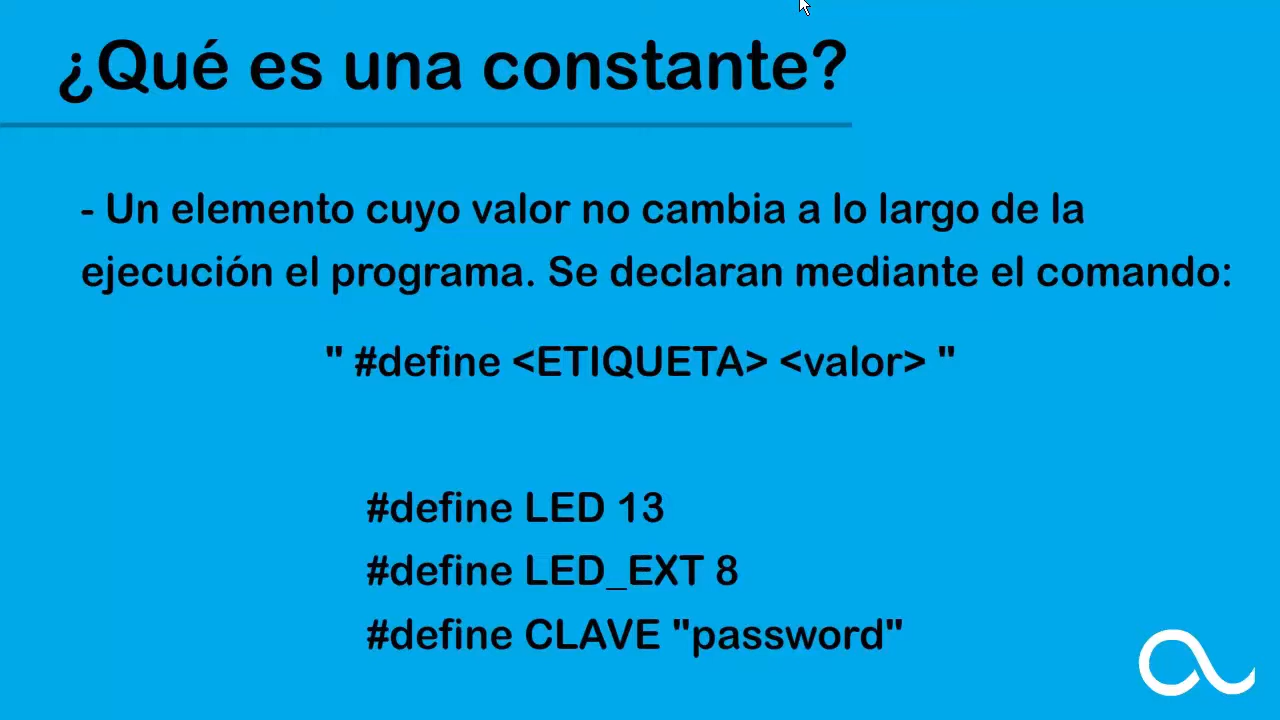 ¿Qué es una constante?
- Un elemento cuyo valor no cambia a lo largo de la
ejecución el programa. Se declaran mediante el comando:
" #define <ETIQUETA> <valor> "
#define LED 13
#define LED_EXT 8
#define CLAVE "password"